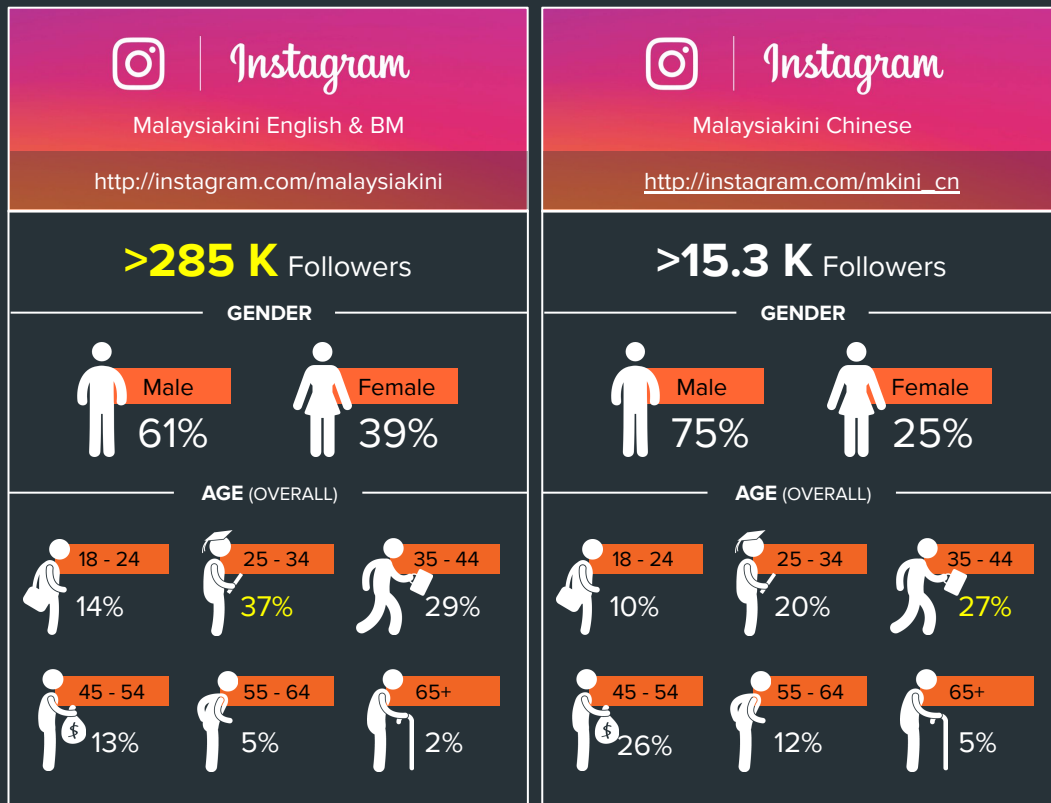 Instagram
Malaysiakini English & BM
http://instagram.com/malaysiakini
>285 K Followers
GENDER
Male
61%
Female
39%
AGE (OVERALL)
18 - 24
14%
25 - 34
37%
35 - 44
29%
45 - 54
$
13%
55 - 64
5%
65+
2%
Instagram
Malaysiakini Chinese
http://instagram.com/mkini_cn
>15.3 K Followers
GENDER
Male
75%
Female
25%
AGE (OVERALL)
18 - 24
10%
25 - 34
20%
35 - 44
27%
45 - 54
$
26%
55 - 64
12%
65+
5%